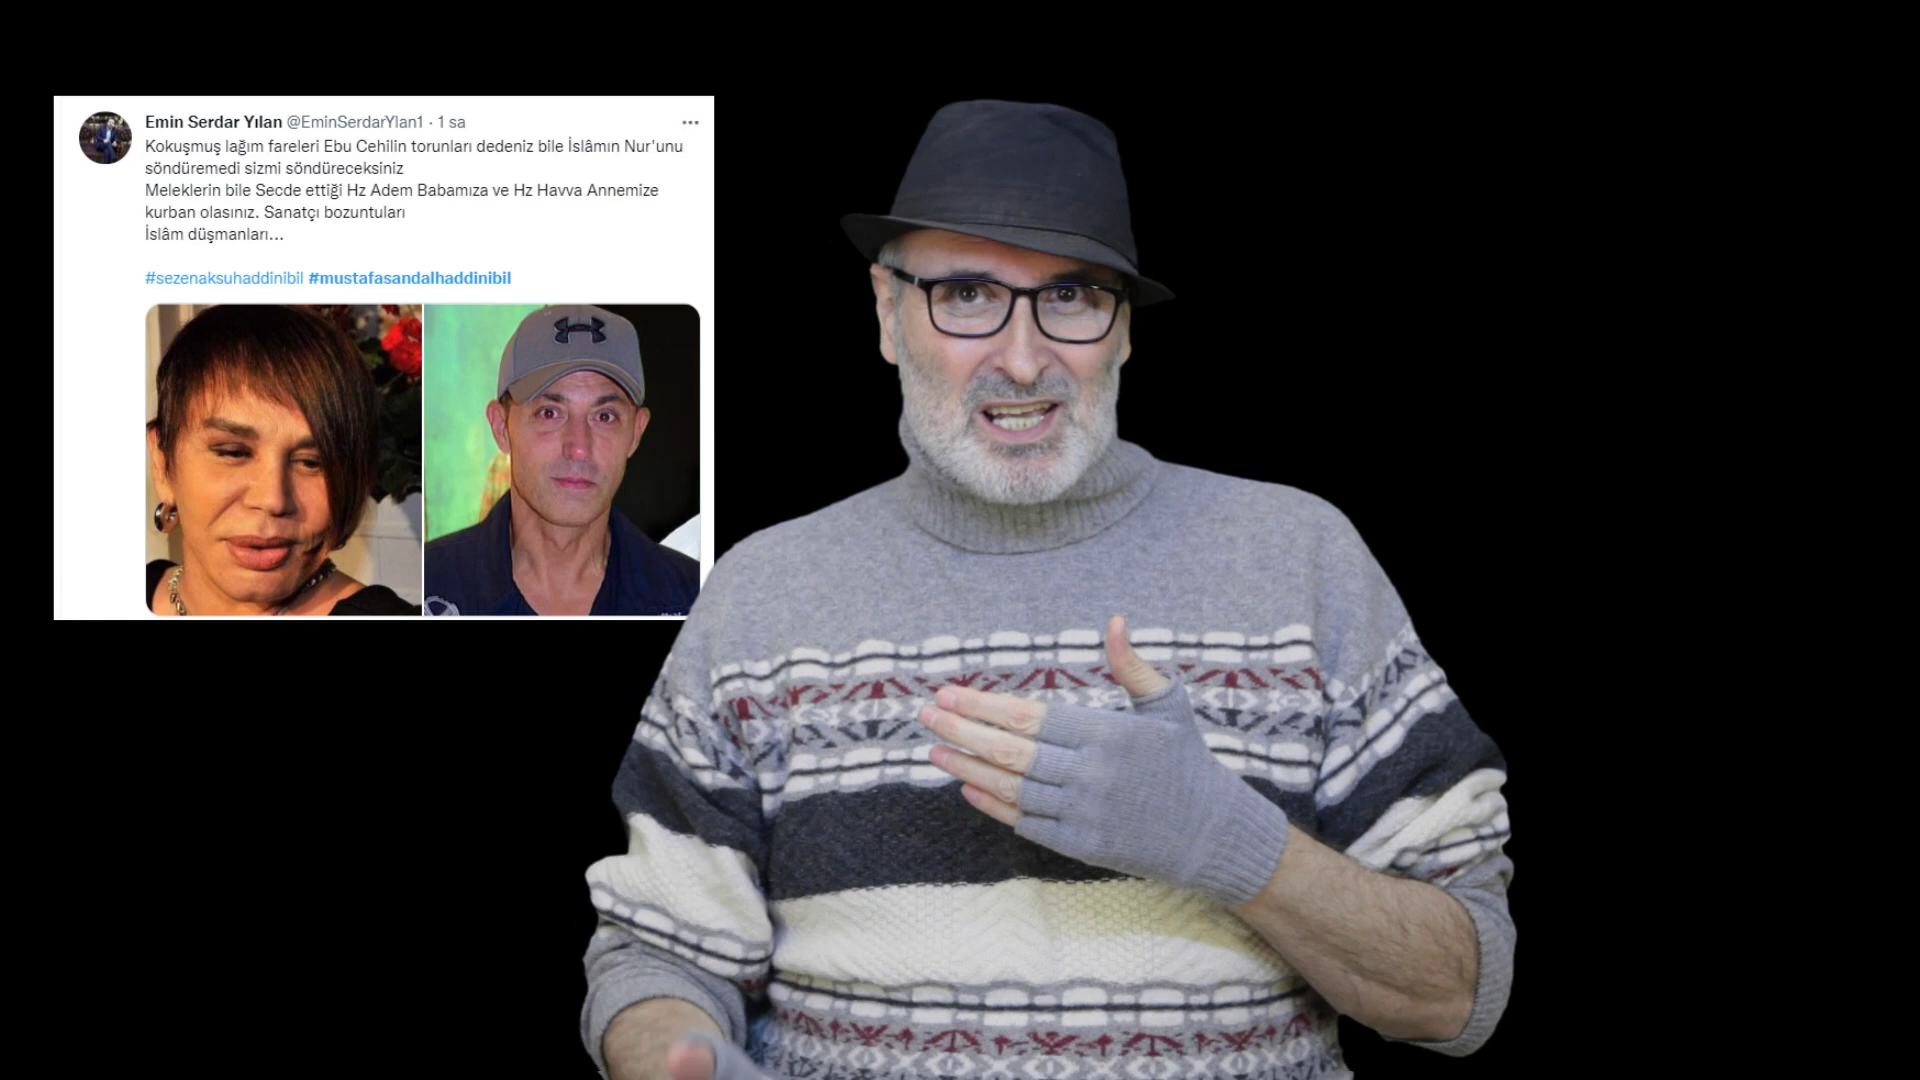 Emin Serdar Yılan @EminSerdarYlan1 · 1 sa
Kokuşmuş lağım fareleri Ebu Cehilin torunları dedeniz bile İslâmın Nur'unu
söndüremedi sizmi söndüreceksiniz
Meleklerin bile Secde ettiği Hz Adem Babamıza ve Hz Havva Annemize
kurban olasınız. Sanatçı bozuntuları
İslâm düşmanları...
#sezenaksuhaddinibil #mustafasandalhaddinibil